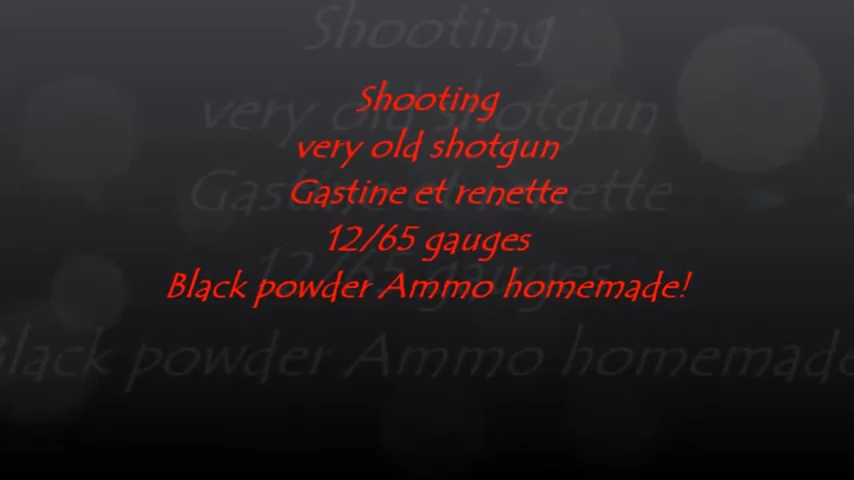 Shooting
very old shotgun
Gastine et renette
12/65 gauges
Black powder Ammo homemade!